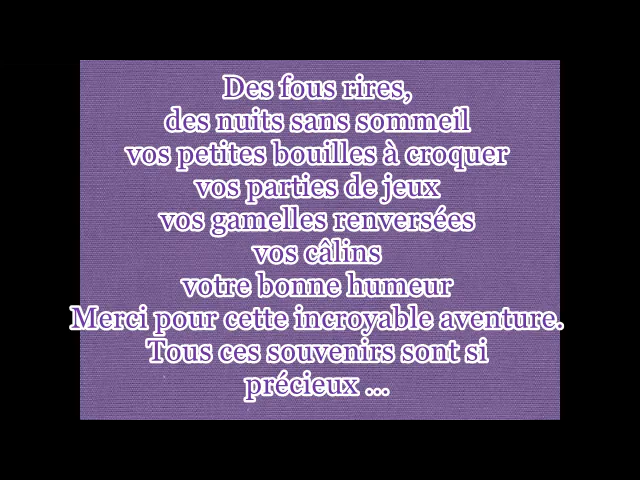 Des fous rires,
des nuits sans sommeil
vos petites bouilles à croquer
vos parties de jeux
vos gamelles renversées
vos câlins
votre bonne humeur
Merci pour cette incroyable aventure.
Tous ces souvenirs sont si
précieux ...